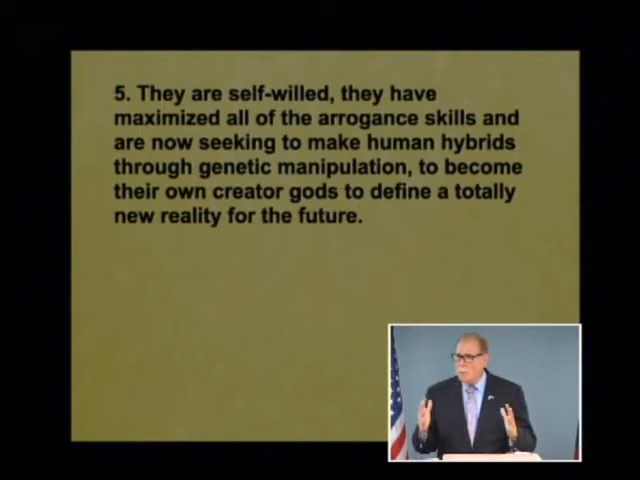 5. They are self-willed, they have
maximized all of the arrogance skills and
are now seeking to make human hybrids
through genetic manipulation, to become
their own creator gods to define a totally
new reality for the future.